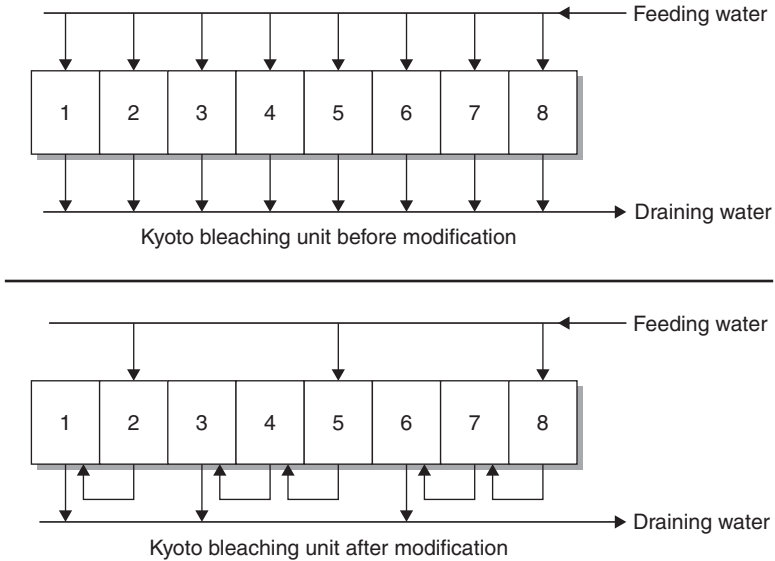 Feeding water
1 2 3 4 5 6 7 8
Draining water
Kyoto bleaching unit before modification
Feeding water
1 2 3 4 5 6 7 8
Draining water
Kyoto bleaching unit after modification